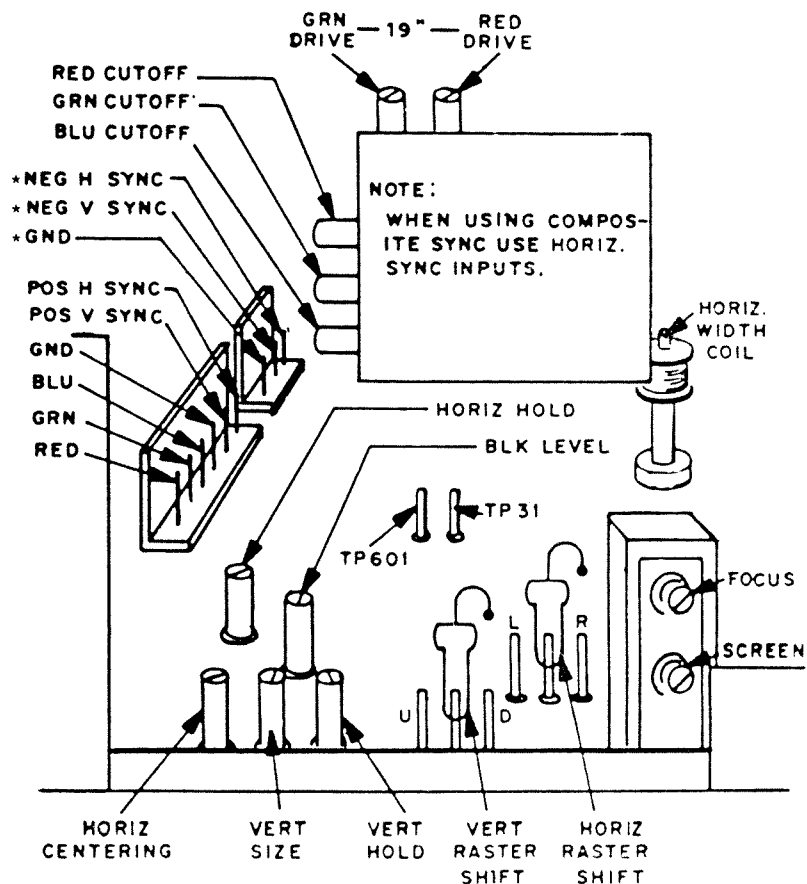 GRN DRIVE
— 19" —
RED DRIVE
RED CUTOFF
GRN CUTOFF
BLU CUTOFF
*NEG H SYNC
*NEG V SYNC
*GND
POS H SYNC
POS V SYNC
GND
BLU
GRN
RED
NOTE:
WHEN USING COMPOS-
ITE SYNC USE HORIZ.
SYNC INPUTS.
HORIZ.
WIDTH
COIL
HORIZ HOLD
BLK LEVEL
TP601
TP31
FOCUS
SCREEN
L
R
U
D
HORIZ
CENTERING
VERT
SIZE
VERT
HOLD
VERT
RASTER
SHIFT
HORIZ
RASTER
SHIFT